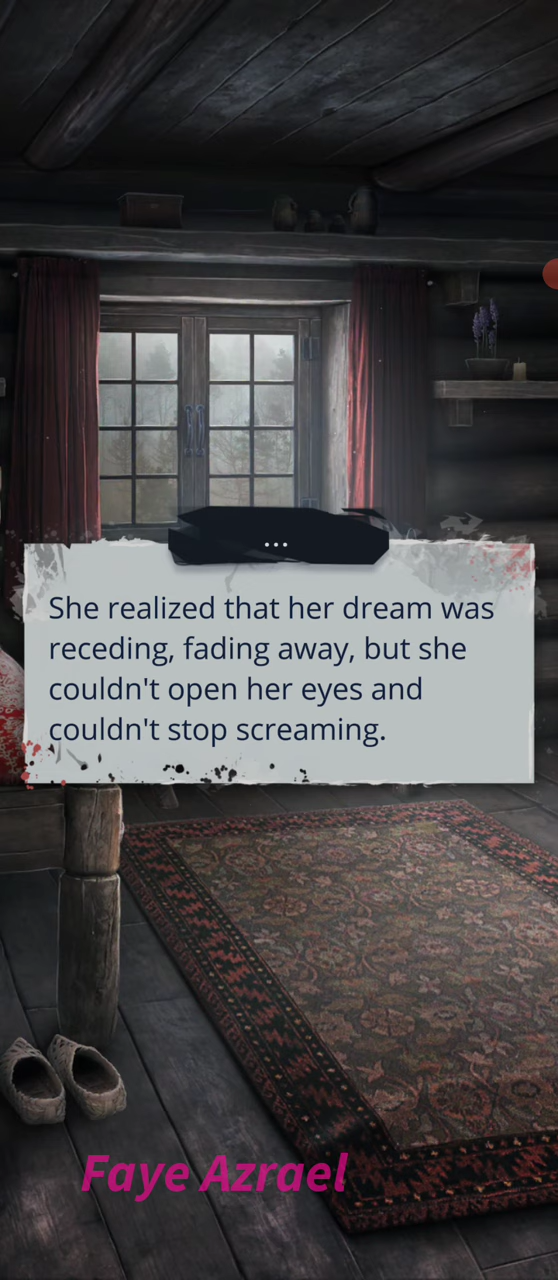 ...
She realized that her dream was
receding, fading away, but she
couldn't open her eyes and
couldn't stop screaming.
Faye Azrael